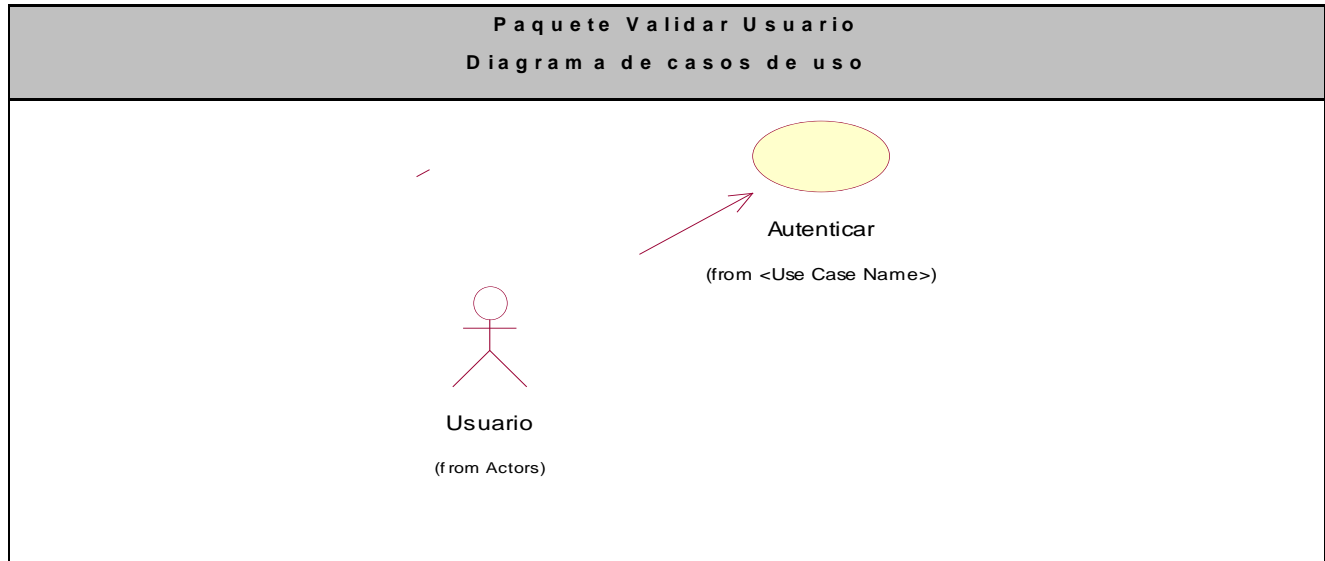 Paquete Validar Usuario
Diagrama de casos de uso
Autenticar
(from <Use Case Name>)
Usuario
(from Actors)